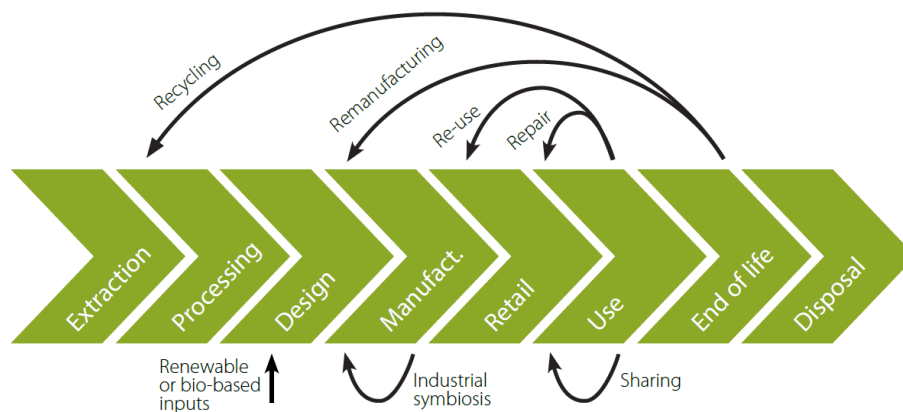 Recycling
Remanufacturing
Re-use
Repair
Extraction
Processing
Design
Manufact.
Retail
Use
End of life
Disposal
Renewable
or bio-based
inputs
Industrial
symbiosis
Sharing